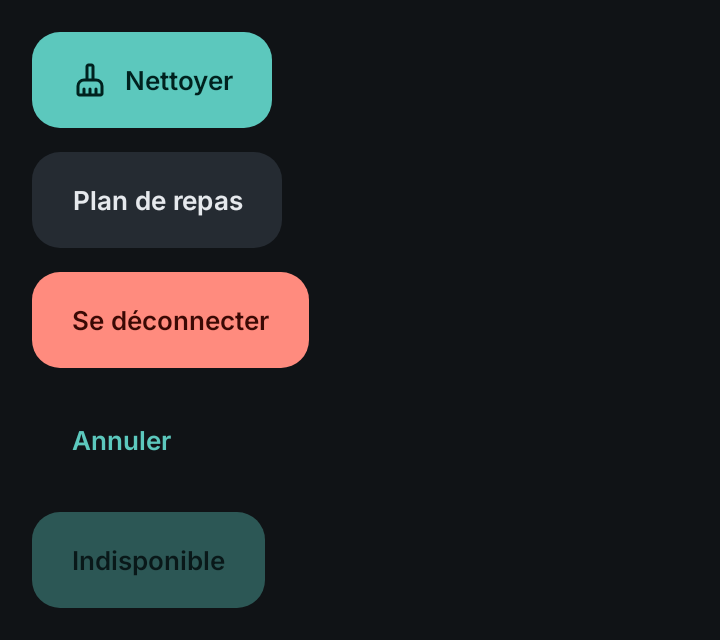 Nettoyer
Plan de repas
Se déconnecter
Annuler
Indisponible